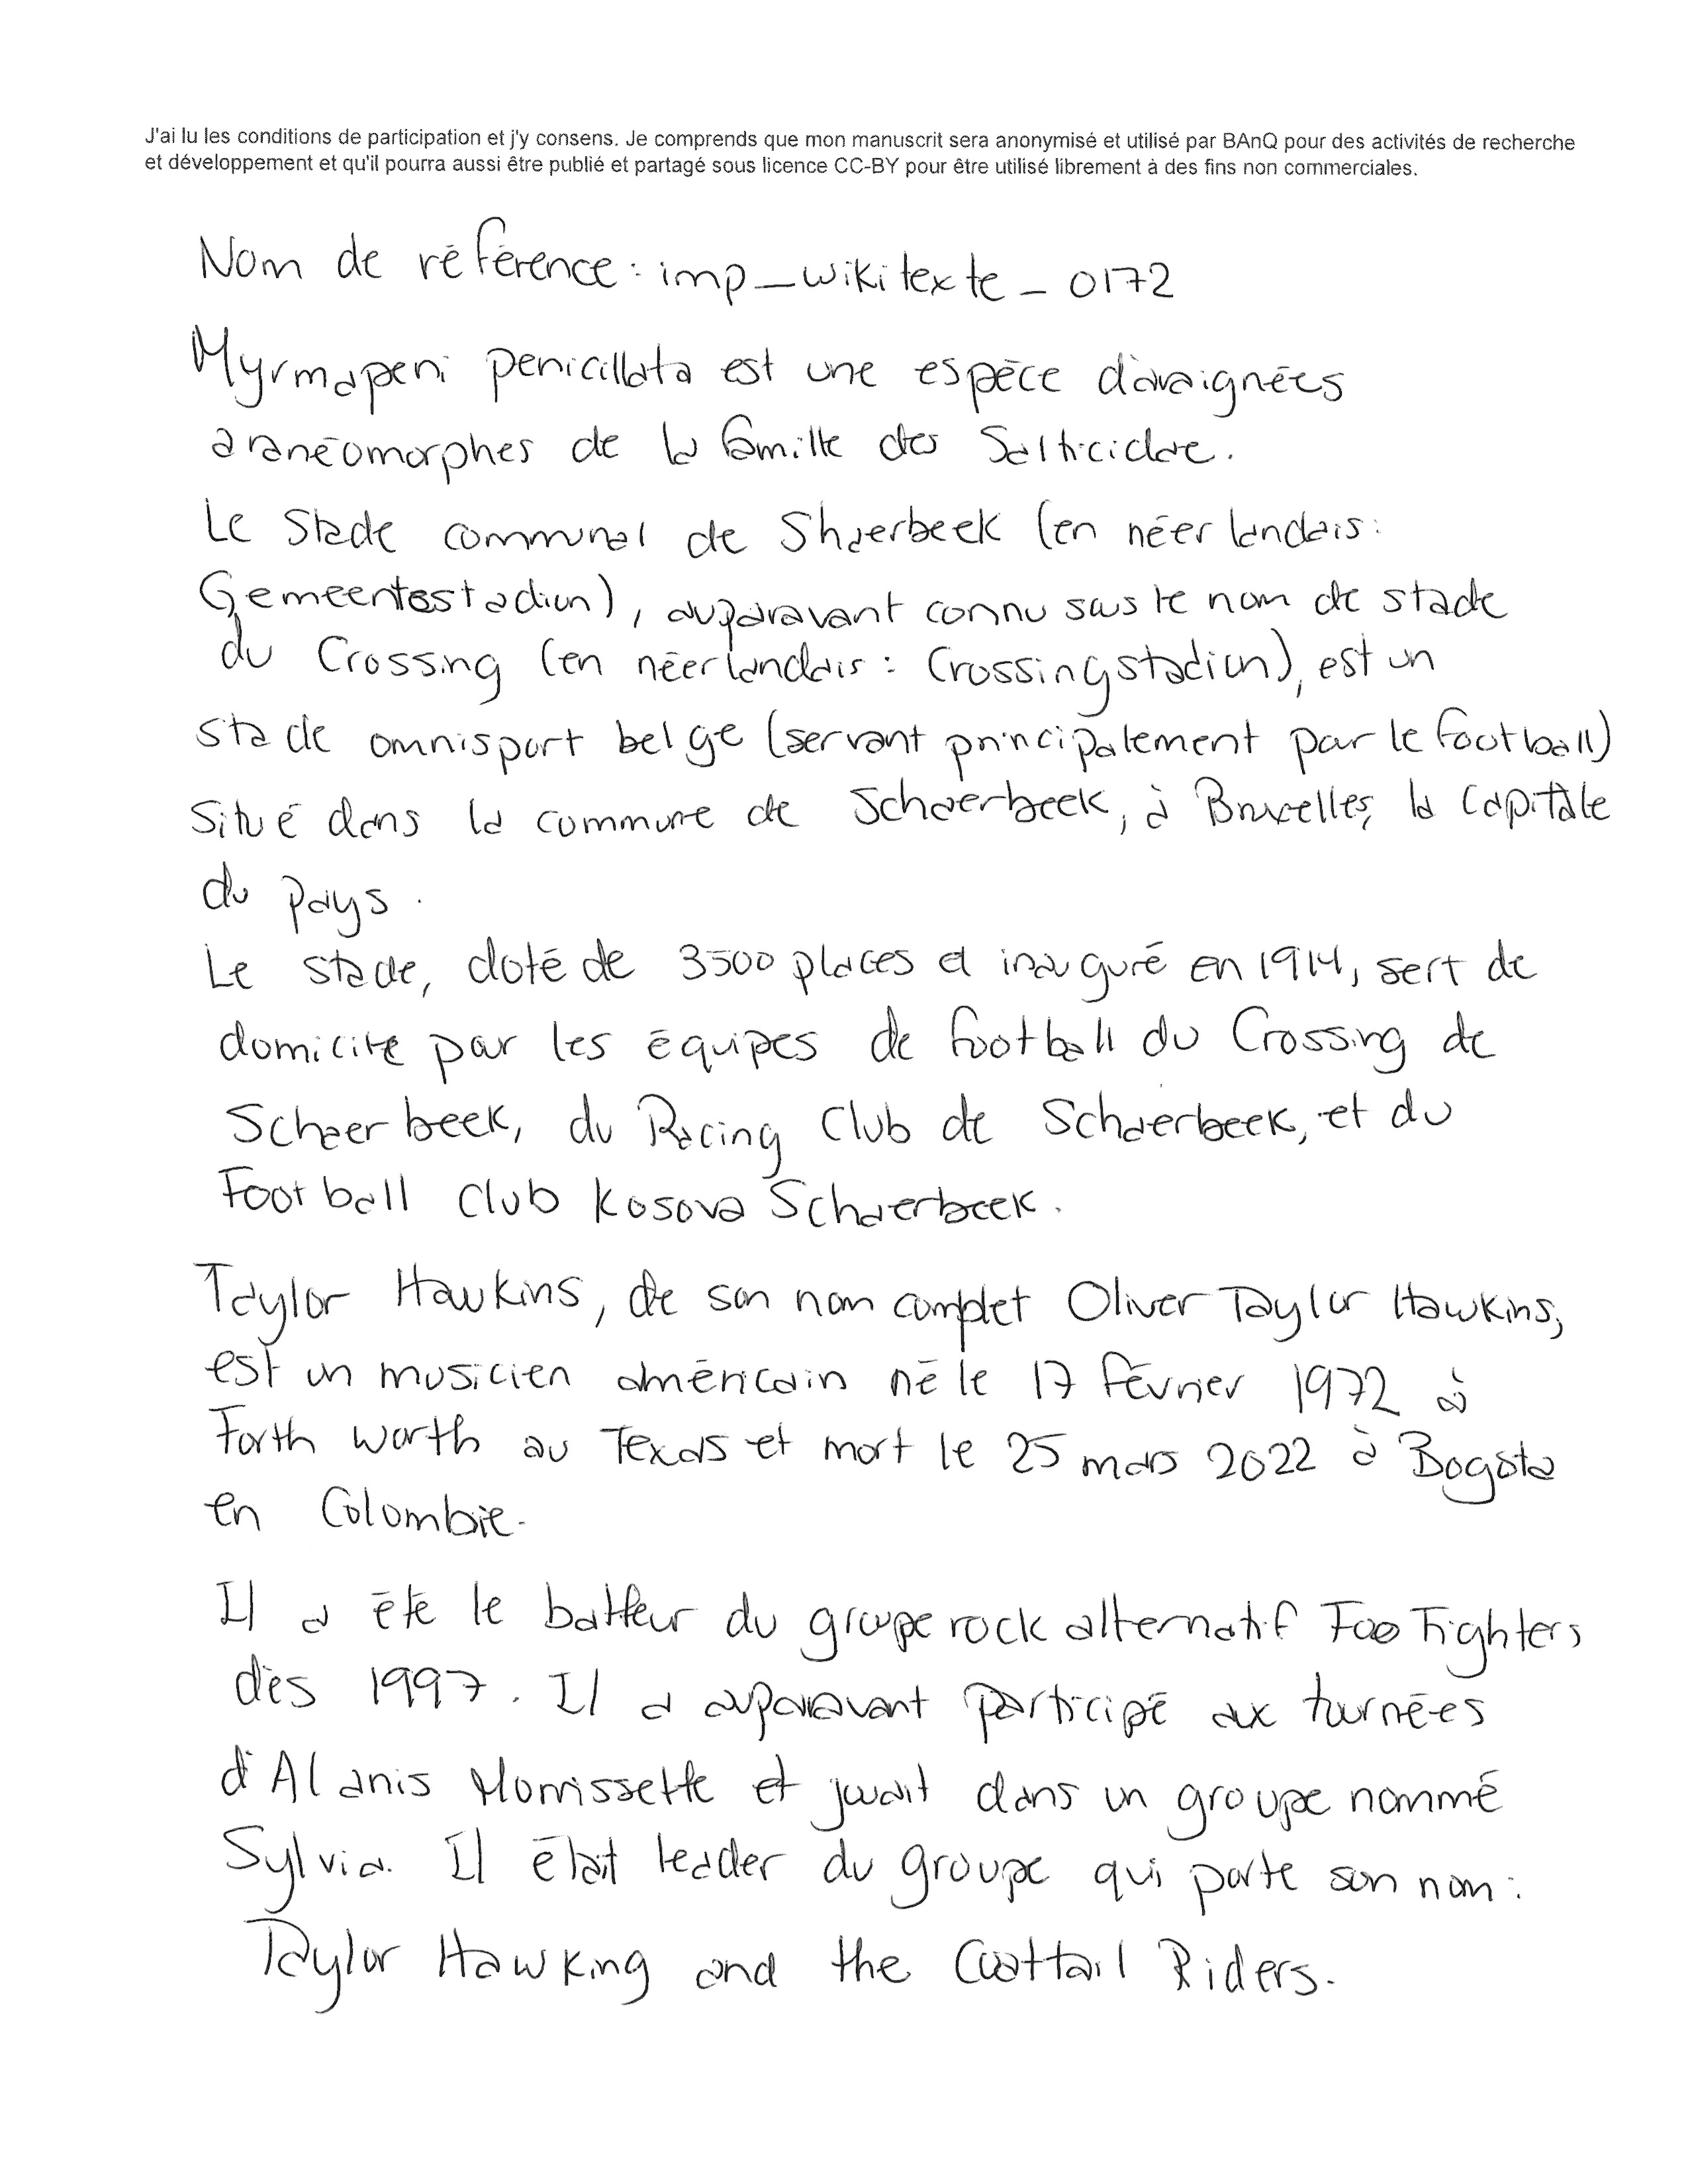 J'ai lu les conditions de participation et j'y consens. Je comprends que mon manuscrit sera anonymisé et utilisé par BAnQ pour des activités de recherche
et développement et qu'il pourra aussi être publié et partagé sous licence CC-BY pour être utilisé librement à des fins non commerciales.
Nom de référence : imp_wikitexte_0172
Myrmapeni penicillata est une espèce d'araignées
aranéomorphes de la famille des Salticidae.
Le Stade communal de Shaerbeek (en néerlandais :
Gemeentestadion), auparavant connu sous le nom de stade
du Crossing (en néerlandais : Crossingstadion), est un
stade omnisport belge (servant principalement par le football)
situé dans la commune de Schaerbeek, à Bruxelles, la capitale
du pays.
Le stade, doté de 3500 places et inauguré en 1914, sert de
domicile par les équipes de football du Crossing de
Schaerbeek, du Racing Club de Schaerbeek, et du
Football Club Kosova Schaerbeek.
Taylor Hawkins, de son nom complet Oliver Taylor Hawkins,
est un musicien américain né le 17 février 1972 à
Forth Worth au Texas et mort le 25 mars 2022 à Bogóta
en Colombie.
Il a été le batteur du groupe rock alternatif Foo Fighters
dès 1997. Il a auparavant participé aux tournées
d'Alanis Morrissette et jouait dans un groupe nommé
Sylvia. Il était leader du groupe qui porte son nom :
Taylor Hawking and the Coattail Riders.